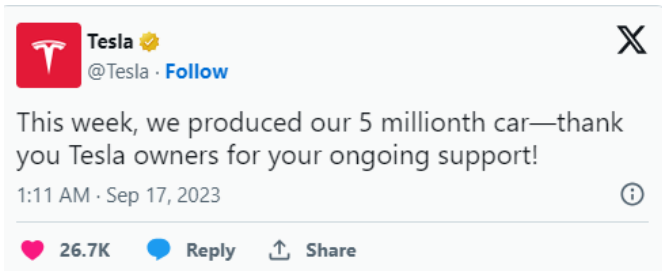 Tesla
@Tesla · Follow
This week, we produced our 5 millionth car—thank
you Tesla owners for your ongoing support!
1:11 AM · Sep 17, 2023
26.7K Reply Share